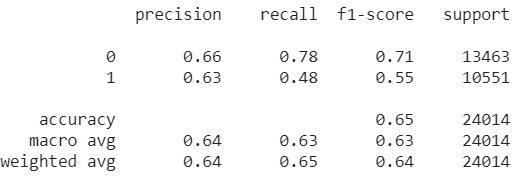 precision recall f1-score support
0 0.66 0.78 0.71 13463
1 0.63 0.48 0.55 10551
accuracy 0.65 24014
macro avg 0.64 0.63 0.63 24014
weighted avg 0.64 0.65 0.64 24014